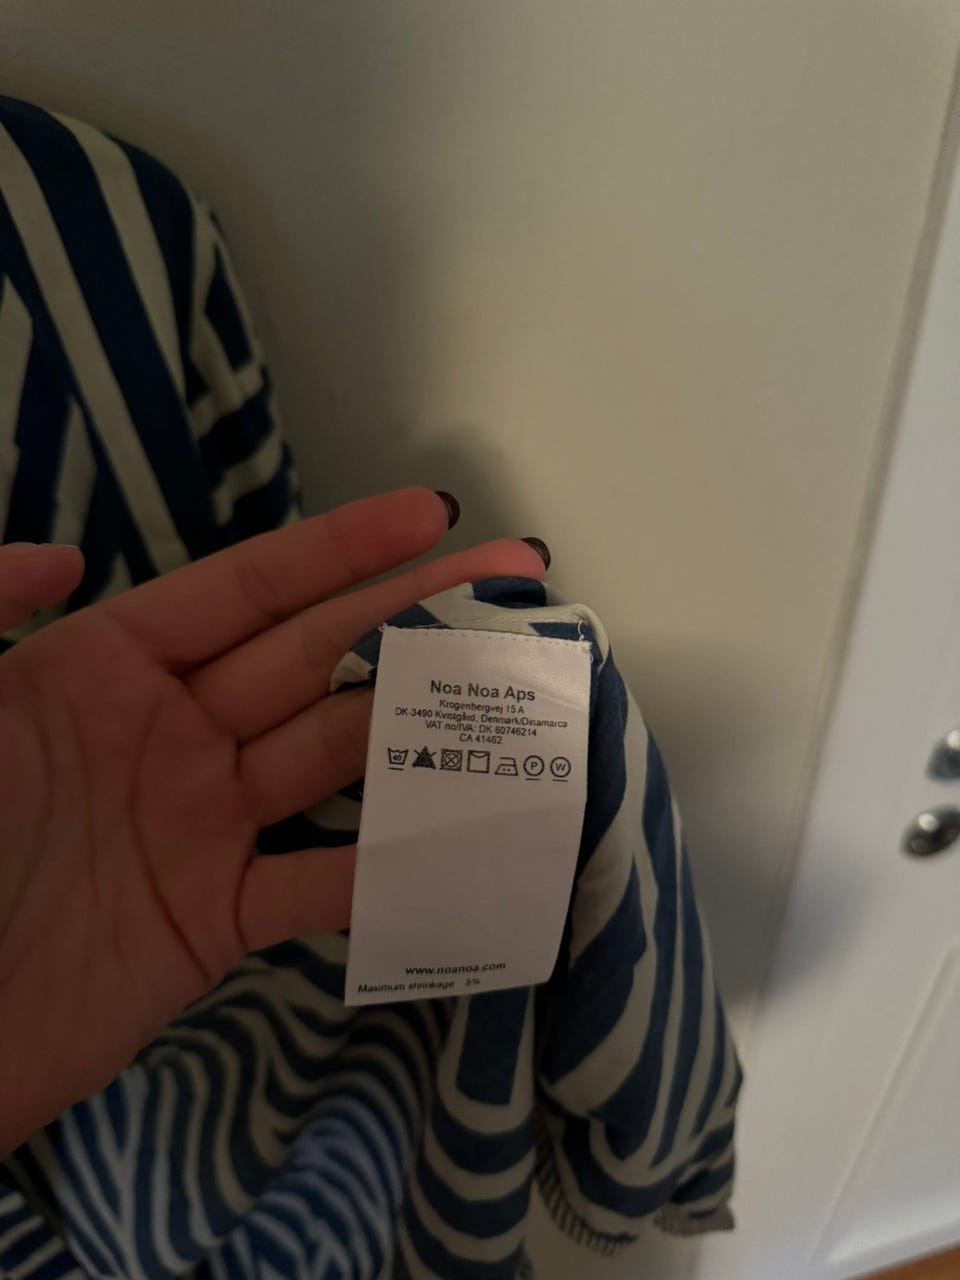 Noa Noa Aps
Krogenbergvej 15 A
DK-3490 Kvistgård, Denmark/Dinamarca
VAT no/IVA: DK 60746214
CA 41462
40
P
W
www.noanoa.com
Maximum shrinkage 5%